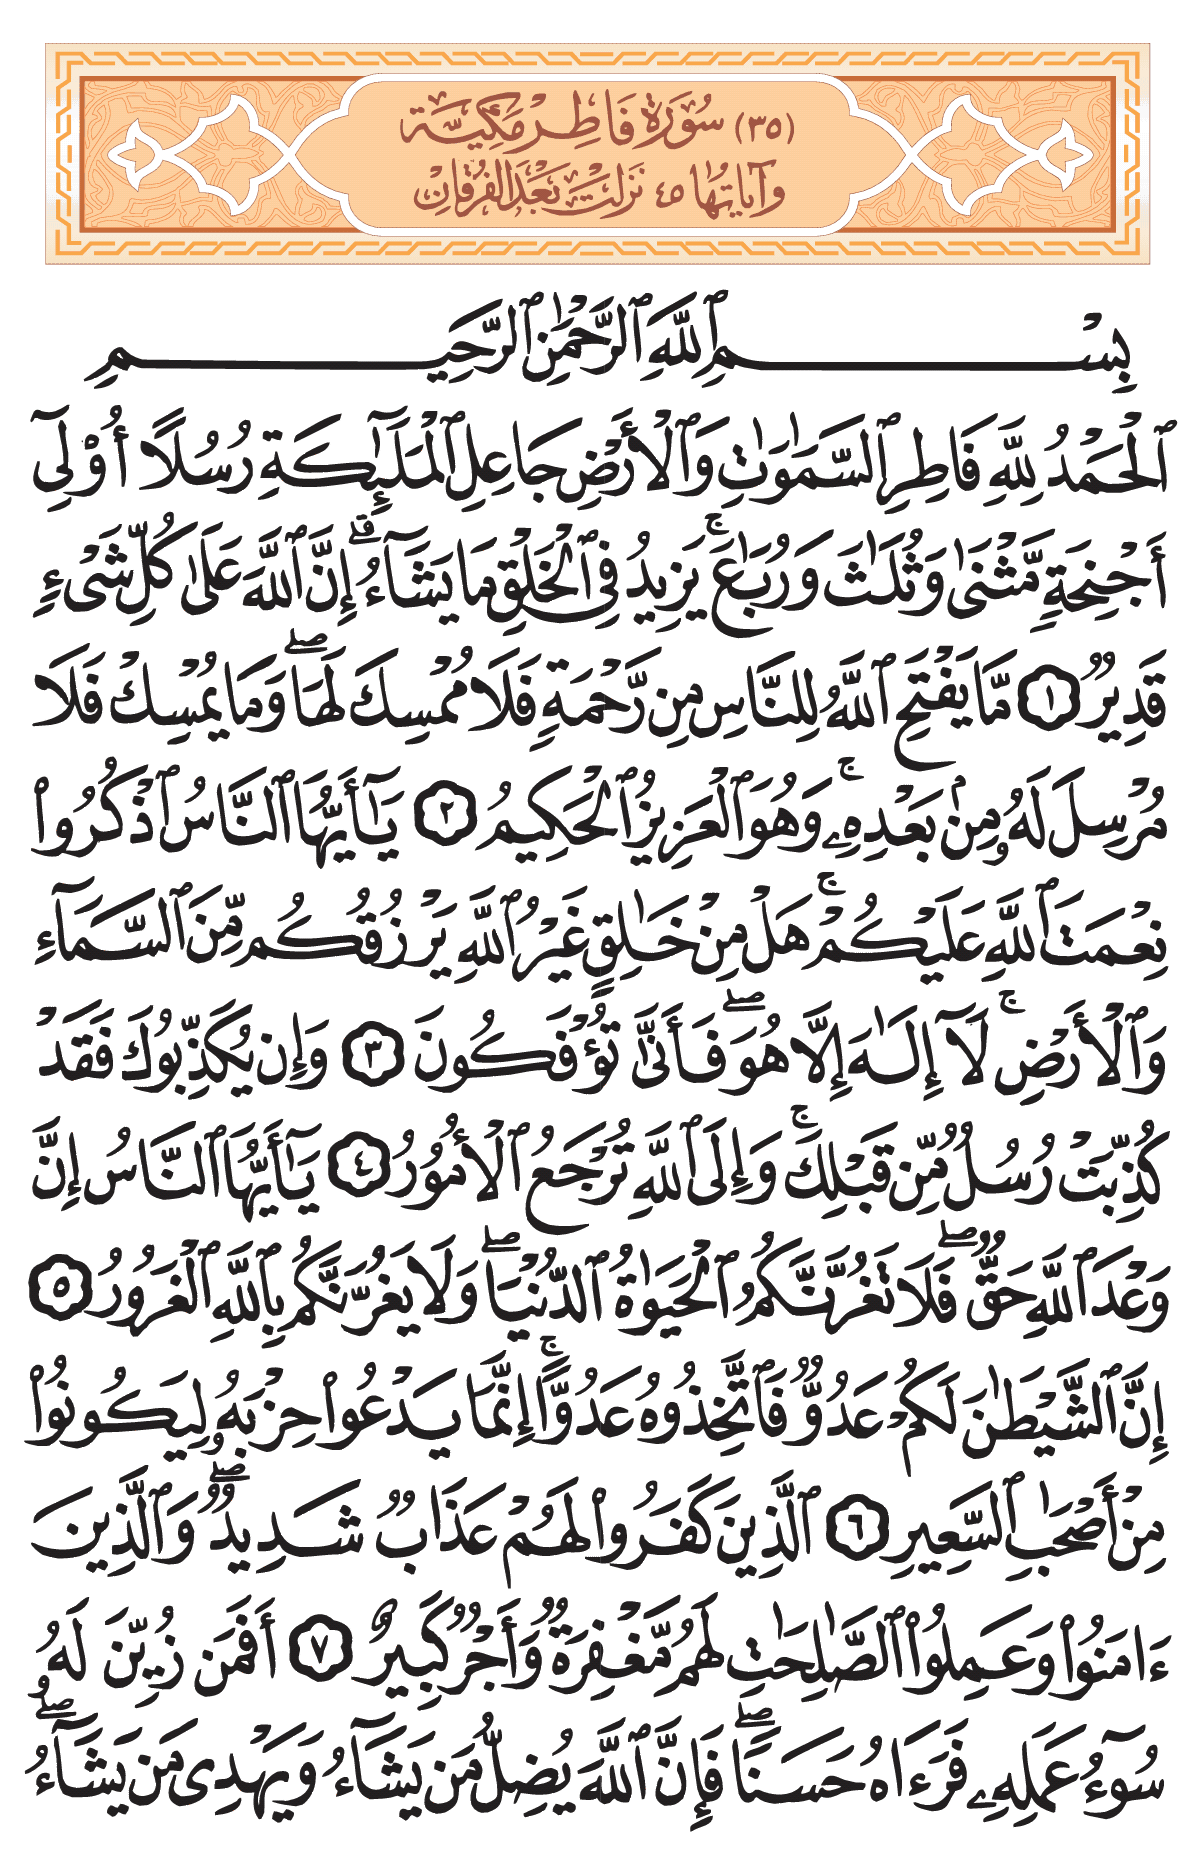 (٣٥) سُورَةُ فَاطِرٍ مَكِّيَّة
وَآيَاتُهَا ٤٥ نَزَلَتْ بَعْدَ الفُرْقَانِ
بِسْمِ ٱللَّهِ ٱلرَّحْمَٰنِ ٱلرَّحِيمِ
ٱلْحَمْدُ لِلَّهِ فَاطِرِ ٱلسَّمَٰوَٰتِ وَٱلْأَرْضِ جَاعِلِ ٱلْمَلَٰٓئِكَةِ رُسُلًا أُو۟لِىٓ
أَجْنِحَةٍ مَّثْنَىٰ وَثُلَٰثَ وَرُبَٰعَ ۚ يَزِيدُ فِى ٱلْخَلْقِ مَا يَشَآءُ ۗ إِنَّ ٱللَّهَ عَلَىٰ كُلِّ شَىْءٍ
قَدِيرٌ ١ مَّا يَفْتَحِ ٱللَّهُ لِلنَّاسِ مِن رَّحْمَةٍ فَلَا مُمْسِكَ لَهَا ۖ وَمَا يُمْسِكْ فَلَا
مُرْسِلَ لَهُۥ مِنۢ بَعْدِهِۦ ۚ وَهُوَ ٱلْعَزِيزُ ٱلْحَكِيمُ ٢ يَٰٓأَيُّهَا ٱلنَّاسُ ٱذْكُرُوا۟
نِعْمَتَ ٱللَّهِ عَلَيْكُمْ ۚ هَلْ مِنْ خَٰلِقٍ غَيْرُ ٱللَّهِ يَرْزُقُكُم مِّنَ ٱلسَّمَآءِ
وَٱلْأَرْضِ ۚ لَآ إِلَٰهَ إِلَّا هُوَ ۖ فَأَنَّىٰ تُؤْفَكُونَ ٣ وَإِن يُكَذِّبُوكَ فَقَدْ
كُذِّبَتْ رُسُلٌ مِّن قَبْلِكَ ۚ وَإِلَى ٱللَّهِ تُرْجَعُ ٱلْأُمُورُ ٤ يَٰٓأَيُّهَا ٱلنَّاسُ إِنَّ
وَعْدَ ٱللَّهِ حَقٌّ ۖ فَلَا تَغُرَّنَّكُمُ ٱلْحَيَوٰةُ ٱلدُّنْيَا ۖ وَلَا يَغُرَّنَّكُم بِٱللَّهِ ٱلْغَرُورُ ٥
إِنَّ ٱلشَّيْطَٰنَ لَكُمْ عَدُوٌّ فَٱتَّخِذُوهُ عَدُوًّا ۚ إِنَّمَا يَدْعُوا۟ حِزْبَهُۥ لِيَكُونُوا۟
مِنْ أَصْحَٰبِ ٱلسَّعِيرِ ٦ ٱلَّذِينَ كَفَرُوا۟ لَهُمْ عَذَابٌ شَدِيدٌ ۖ وَٱلَّذِينَ
ءَامَنُوا۟ وَعَمِلُوا۟ ٱلصَّٰلِحَٰتِ لَهُم مَّغْفِرَةٌ وَأَجْرٌ كَبِيرٌ ٧ أَفَمَن زُيِّنَ لَهُۥ
سُوٓءُ عَمَلِهِۦ فَرَءَاهُ حَسَنًا ۖ فَإِنَّ ٱللَّهَ يُضِلُّ مَن يَشَآءُ وَيَهْدِى مَن يَشَآءُ ۖ